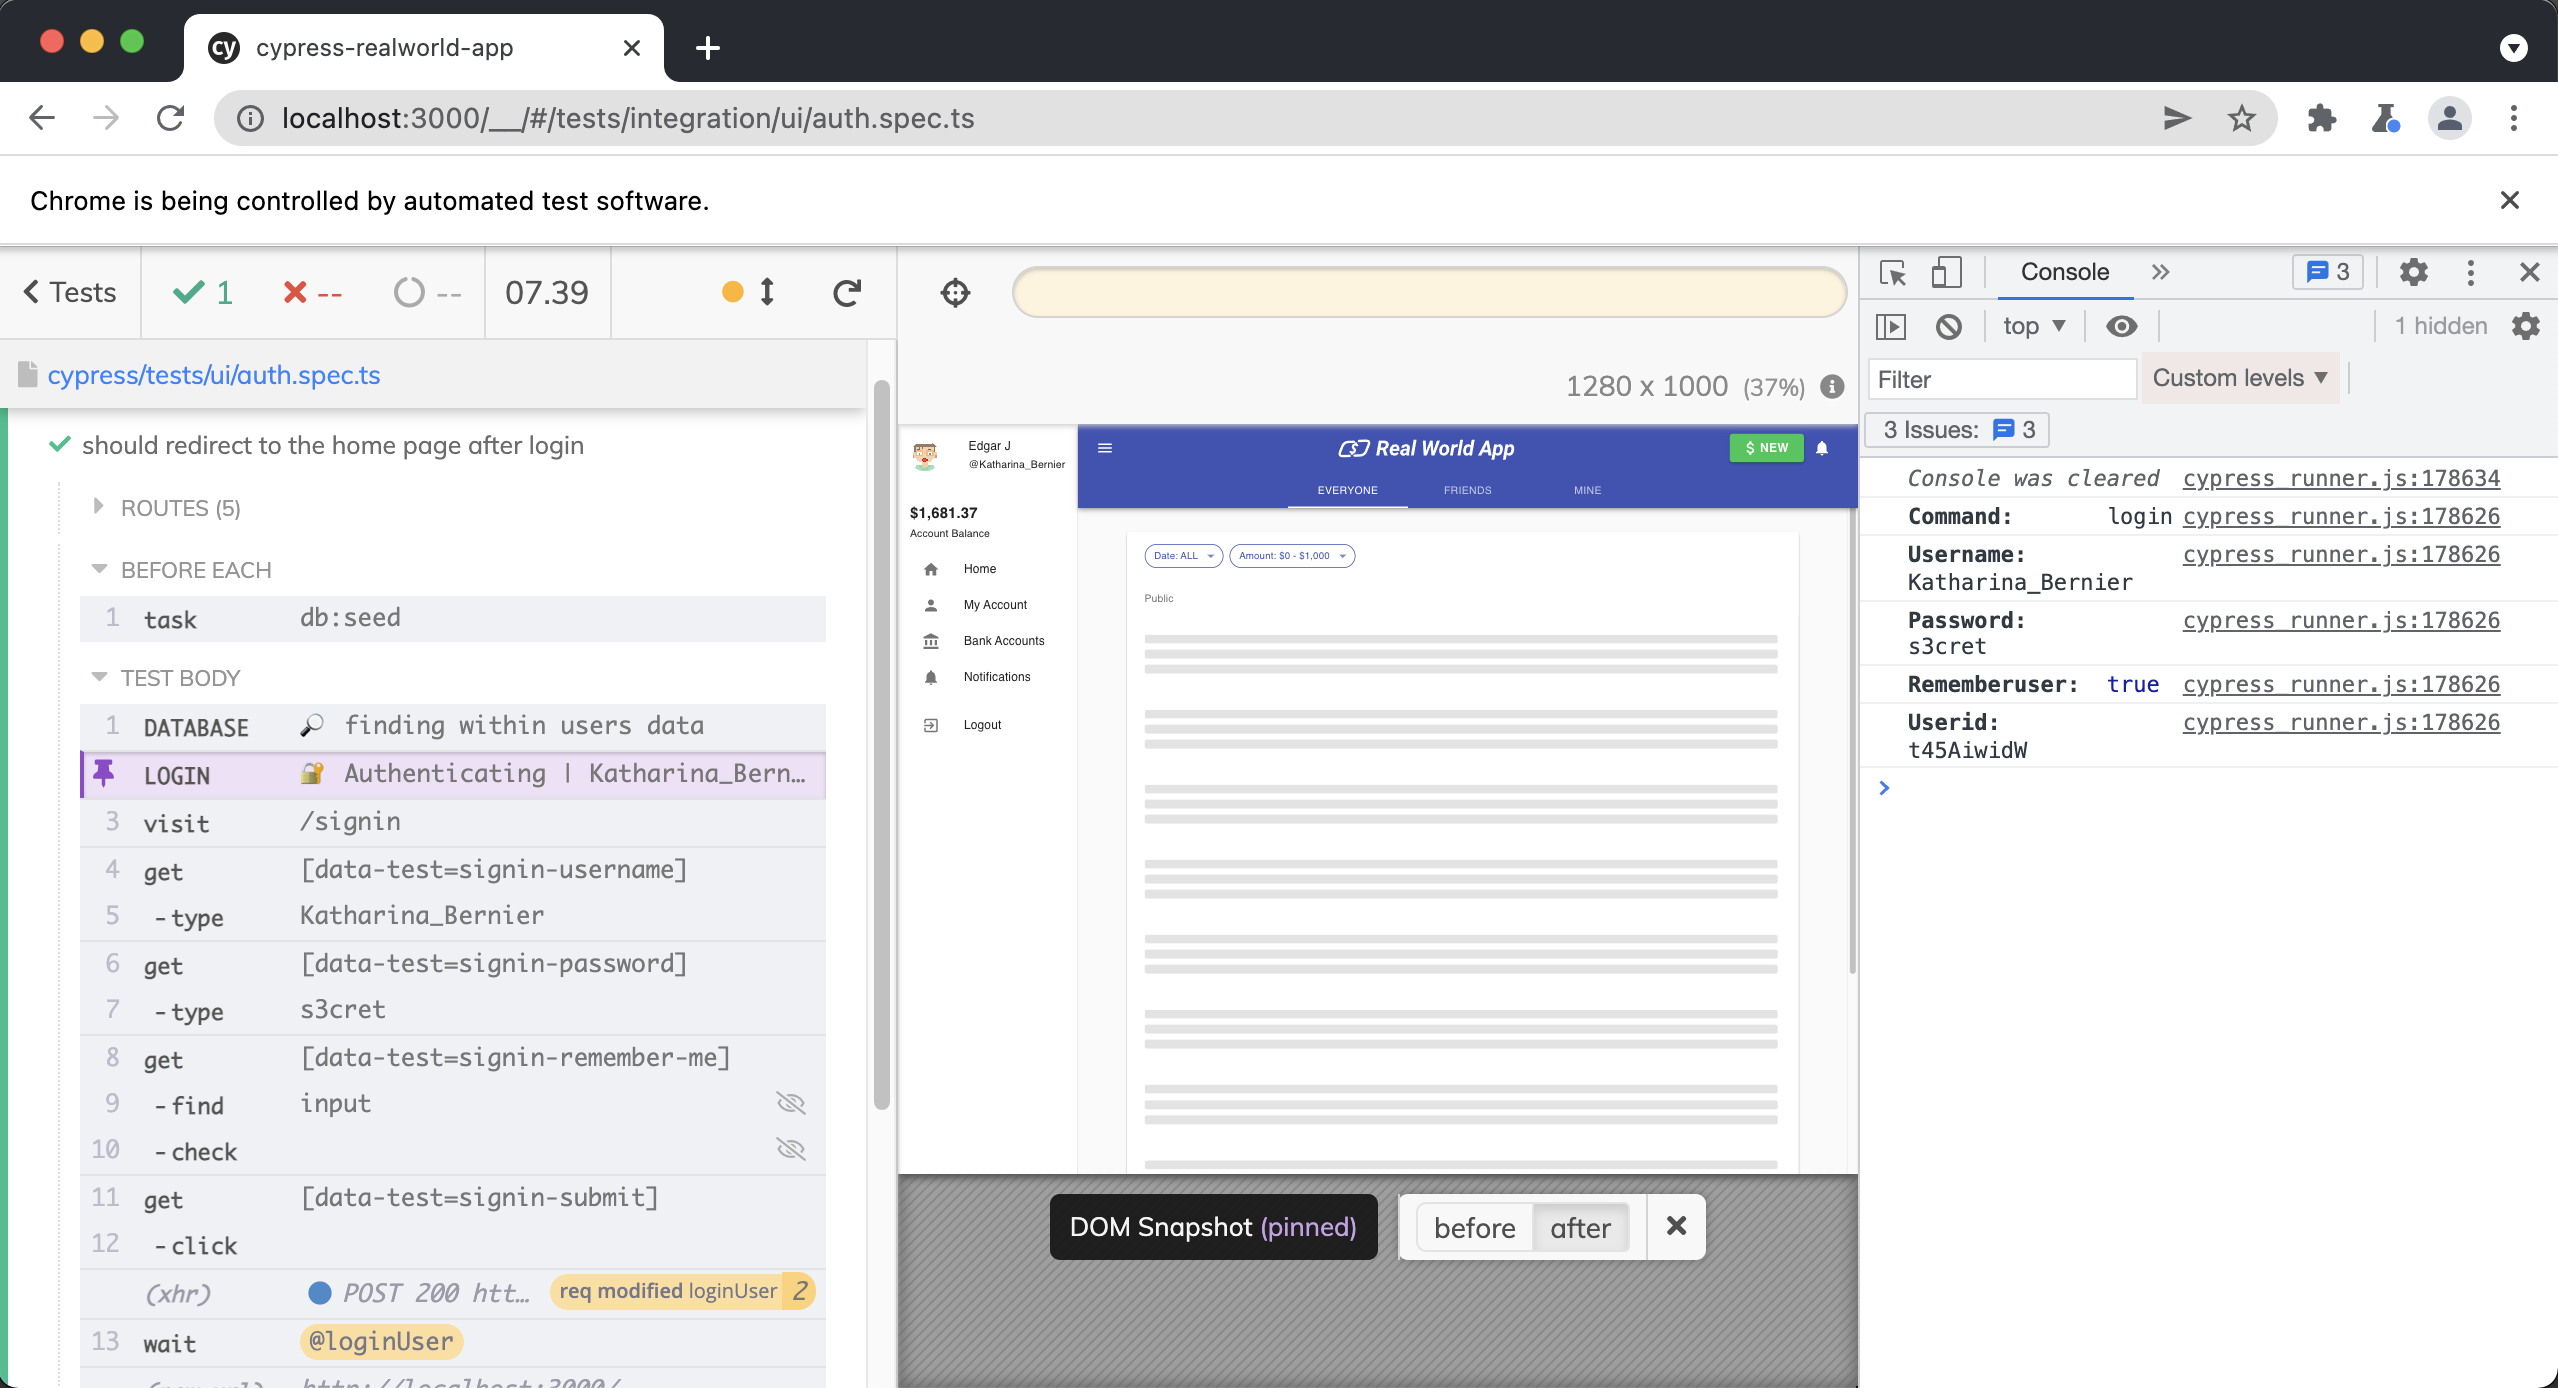 cy cypress-realworld-app
localhost:3000/__/#/tests/integration/ui/auth.spec.ts
Chrome is being controlled by automated test software.
Tests 1 -- -- 07.39
cypress/tests/ui/auth.spec.ts
should redirect to the home page after login
ROUTES (5)
BEFORE EACH
1 task db:seed
TEST BODY
1 DATABASE finding within users data
LOGIN Authenticating | Katharina_Bern…
3 visit /signin
4 get [data-test=signin-username]
5 -type Katharina_Bernier
6 get [data-test=signin-password]
7 -type s3cret
8 get [data-test=signin-remember-me]
9 -find input
10 -check
11 get [data-test=signin-submit]
12 -click
(xhr) POST 200 htt… req modified loginUser 2
13 wait @loginUser
1280 x 1000 (37%)
Edgar J
@Katharina_Bernier
$1,681.37
Account Balance
Home
My Account
Bank Accounts
Notifications
Logout
Real World App
$ NEW
EVERYONE FRIENDS MINE
Date: ALL Amount: $0 - $1,000
Public
DOM Snapshot (pinned) before after
Console 3
top 1 hidden
Filter Custom levels
3 Issues: 3
Console was cleared cypress_runner.js:178634
Command: login cypress_runner.js:178626
Username: cypress_runner.js:178626
Katharina_Bernier
Password: cypress_runner.js:178626
s3cret
Rememberuser: true cypress_runner.js:178626
Userid: cypress_runner.js:178626
t45AiwidW